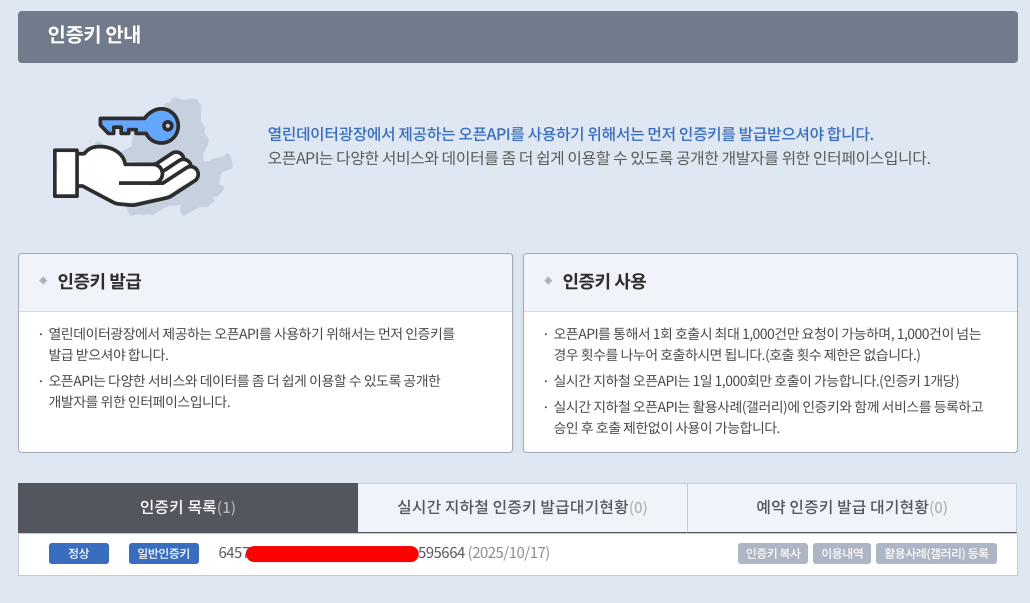 인증키 안내
열린데이터광장에서 제공하는 오픈API를 사용하기 위해서는 먼저 인증키를 발급받으셔야 합니다.
오픈API는 다양한 서비스와 데이터를 좀 더 쉽게 이용할 수 있도록 공개한 개발자를 위한 인터페이스입니다.
인증키 발급
· 열린데이터광장에서 제공하는 오픈API를 사용하기 위해서는 먼저 인증키를
발급 받으셔야 합니다.
· 오픈API는 다양한 서비스와 데이터를 좀 더 쉽게 이용할 수 있도록 공개한
개발자를 위한 인터페이스입니다.
인증키 사용
· 오픈API를 통해서 1회 호출시 최대 1,000건만 요청이 가능하며, 1,000건이 넘는
경우 횟수를 나누어 호출하시면 됩니다.(호출 횟수 제한은 없습니다.)
· 실시간 지하철 오픈API는 1일 1,000회만 호출이 가능합니다.(인증키 1개당)
· 실시간 지하철 오픈API는 활용사례(갤러리)에 인증키와 함께 서비스를 등록하고
승인 후 호출 제한없이 사용이 가능합니다.
인증키 목록(1) 실시간 지하철 인증키 발급대기현황(0) 예약 인증키 발급 대기현황(0)
정상 일반인증키 6457 595664 (2025/10/17) 인증키 복사 이용내역 활용사례(갤러리) 등록